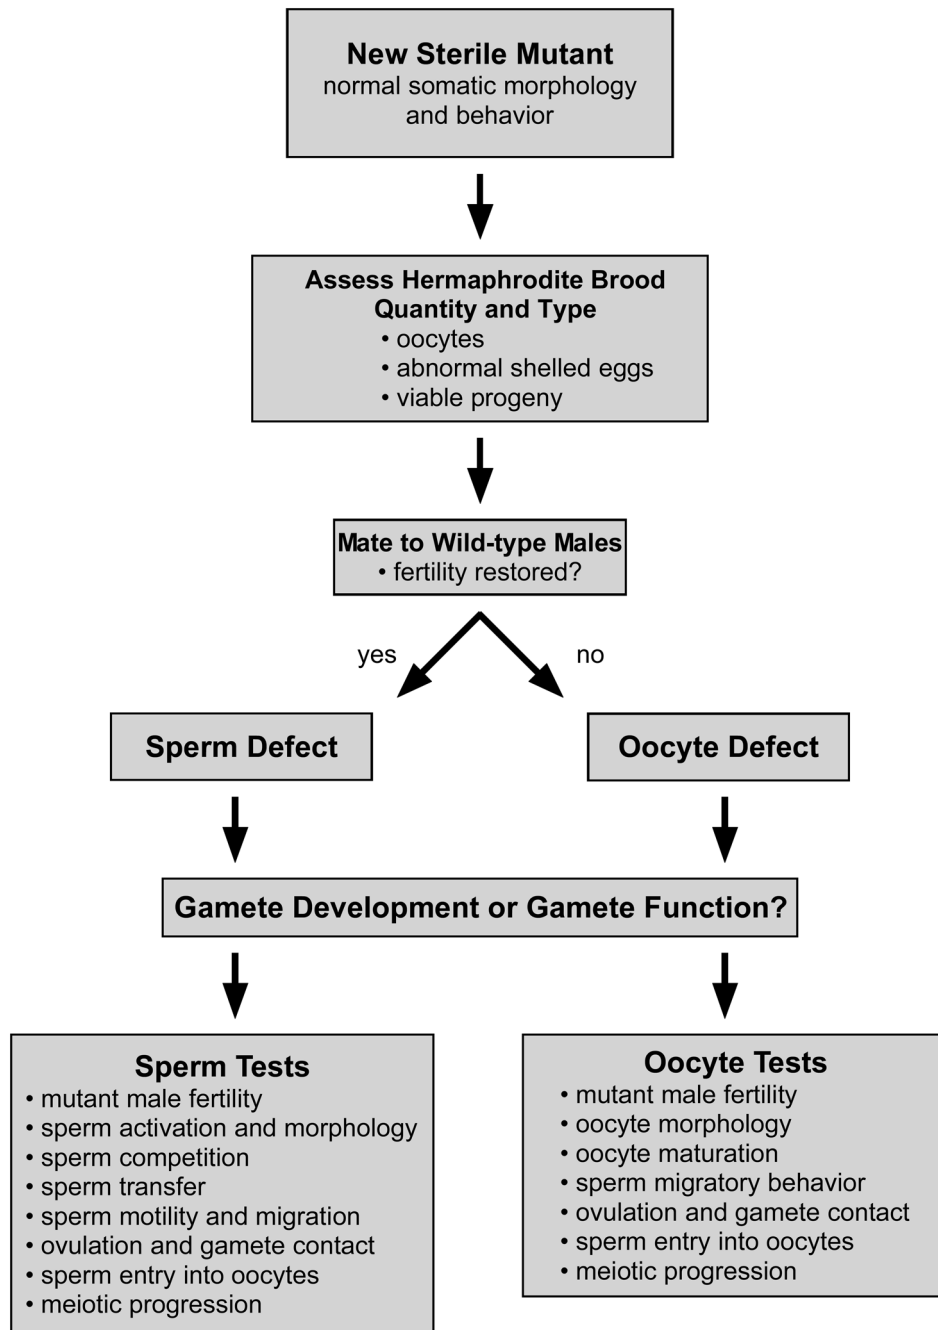 New Sterile Mutant
normal somatic morphology
and behavior
Assess Hermaphrodite Brood
Quantity and Type
• oocytes
• abnormal shelled eggs
• viable progeny
Mate to Wild-type Males
• fertility restored?
yes
no
Sperm Defect
Oocyte Defect
Gamete Development or Gamete Function?
Sperm Tests
• mutant male fertility
• sperm activation and morphology
• sperm competition
• sperm transfer
• sperm motility and migration
• ovulation and gamete contact
• sperm entry into oocytes
• meiotic progression
Oocyte Tests
• mutant male fertility
• oocyte morphology
• oocyte maturation
• sperm migratory behavior
• ovulation and gamete contact
• sperm entry into oocytes
• meiotic progression